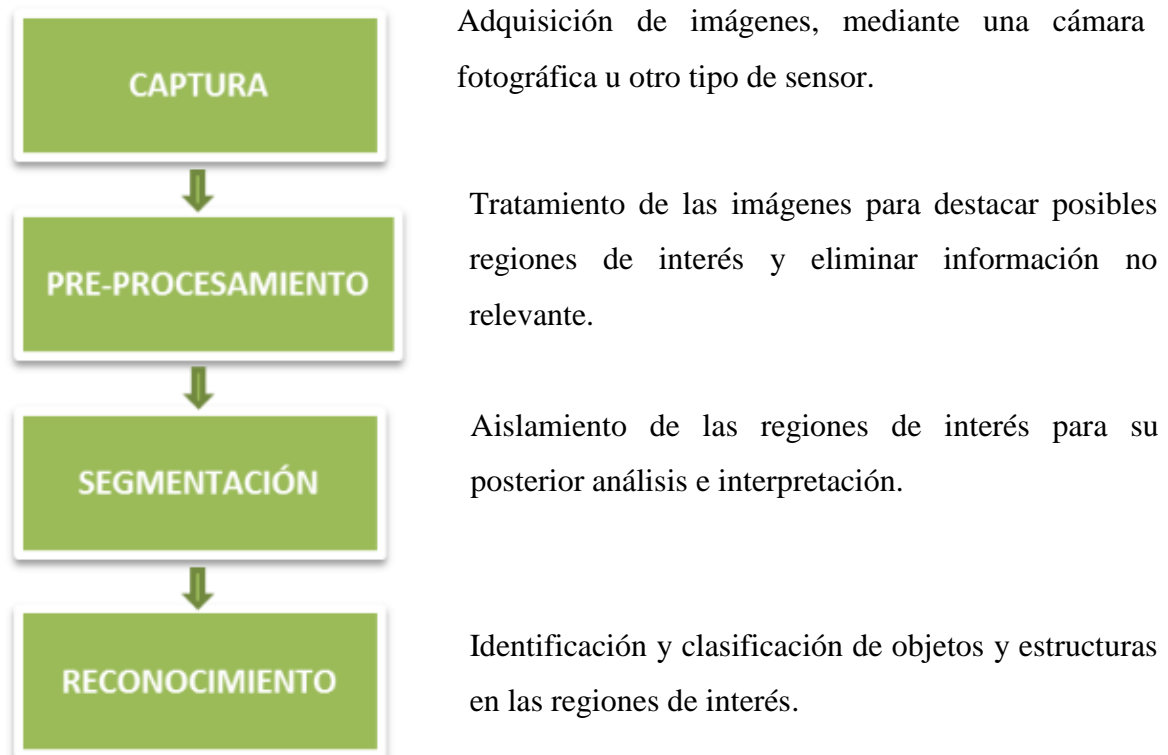 CAPTURA
Adquisición de imágenes, mediante una cámara
fotográfica u otro tipo de sensor.
PRE-PROCESAMIENTO
Tratamiento de las imágenes para destacar posibles
regiones de interés y eliminar información no
relevante.
SEGMENTACIÓN
Aislamiento de las regiones de interés para su
posterior análisis e interpretación.
RECONOCIMIENTO
Identificación y clasificación de objetos y estructuras
en las regiones de interés.